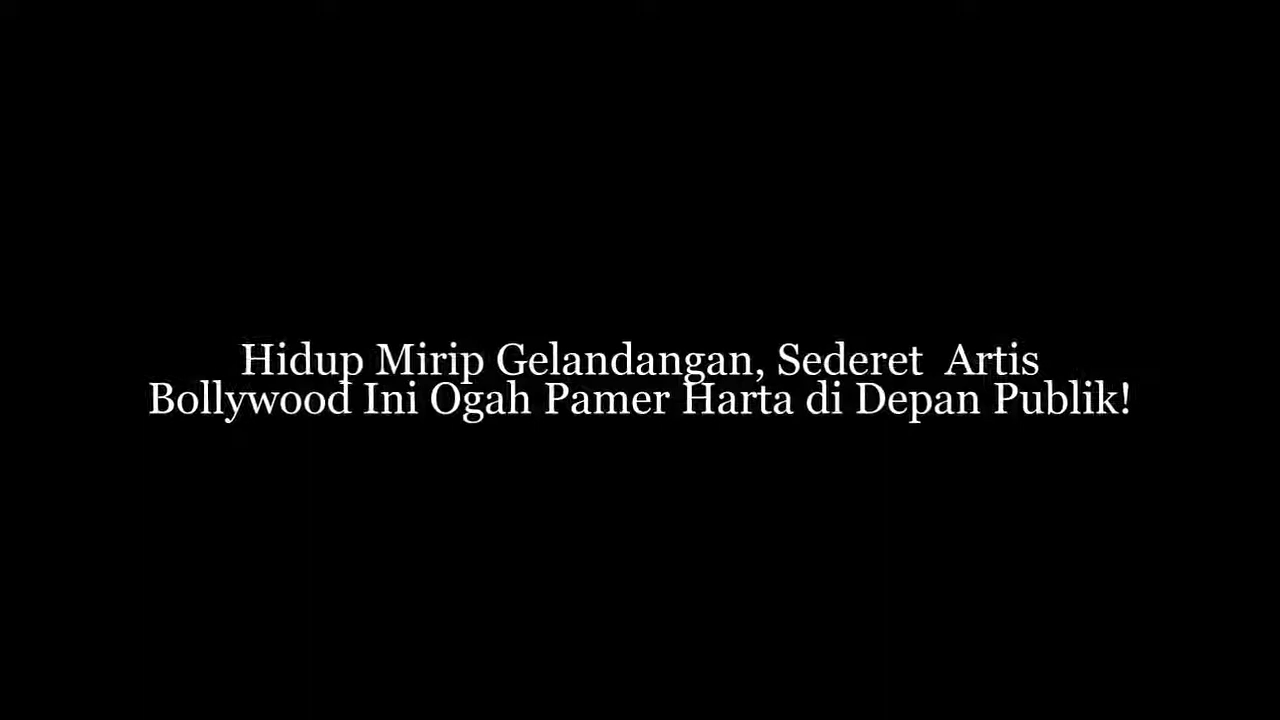 Hidup Mirip Gelandangan, Sederet  Artis
Bollywood Ini Ogah Pamer Harta di Depan Publik!